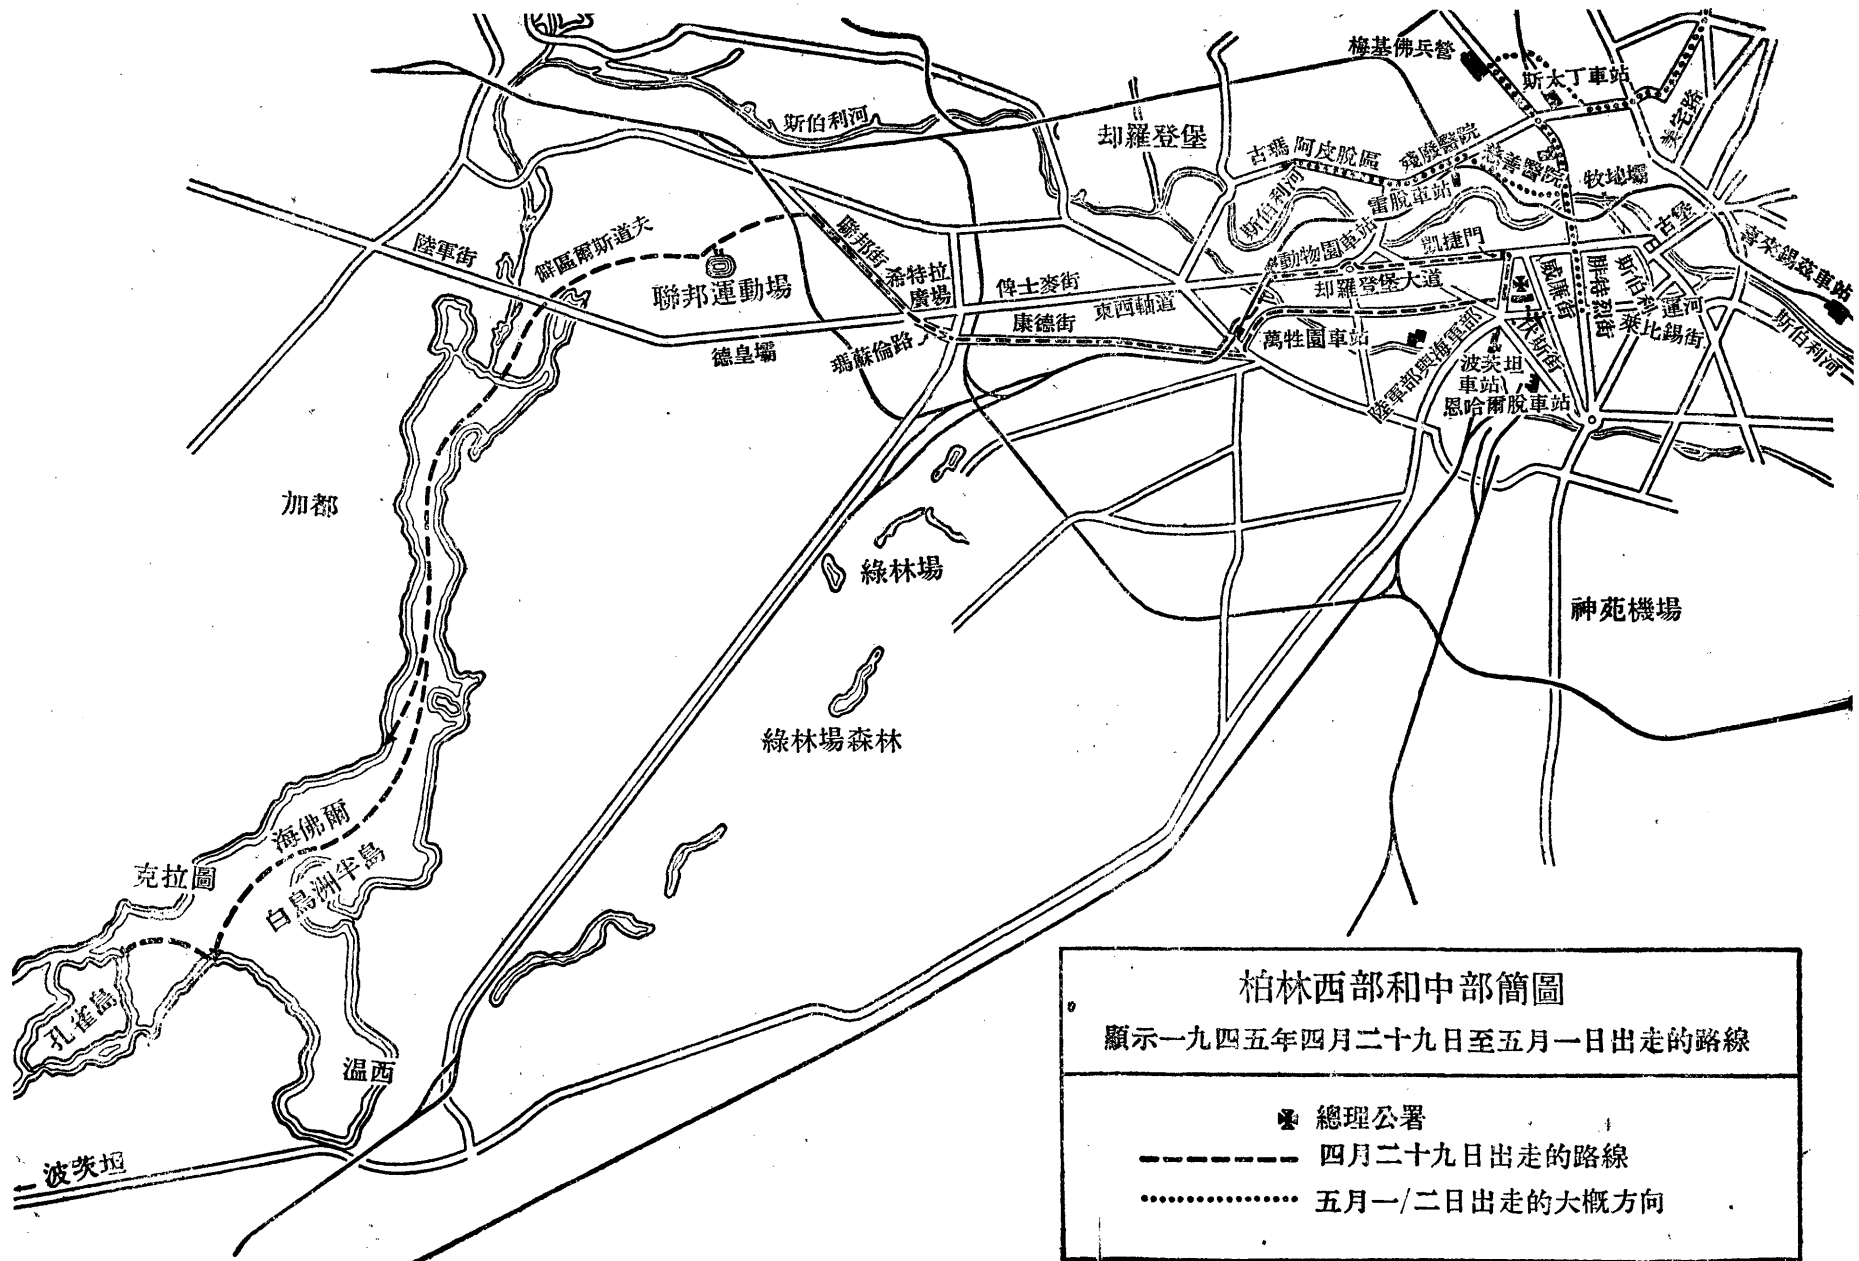 梅基佛兵營
斯太丁車站
美宅路
斯伯利河
却羅登堡
古瑪
阿皮脫區
殘廢醫院
慈善醫院
牧地壩
斯伯利河
雷脫車站
陸軍街
僻區爾斯道夫
聯邦街
希特拉
廣場
俾士麥街
動物園車站
凱捷門
古堡
喜來錫茲車站
聯邦運動場
東西軸道
却羅登堡大道
威廉街
腓特烈街
斯伯利
運河
康德街
德皇壩
瑪蘇倫路
萬牲園車站
陸軍部與海軍部
萊比錫街
斯伯利河
波茨坦
車站
恩哈爾脫車站
加都
綠林場
神苑機場
綠林場森林
海佛爾
克拉圖
白鳥洲半島
孔雀島
温西
波茨坦
柏林西部和中部簡圖
顯示一九四五年四月二十九日至五月一日出走的路線
總理公署
四月二十九日出走的路線
五月一/二日出走的大概方向